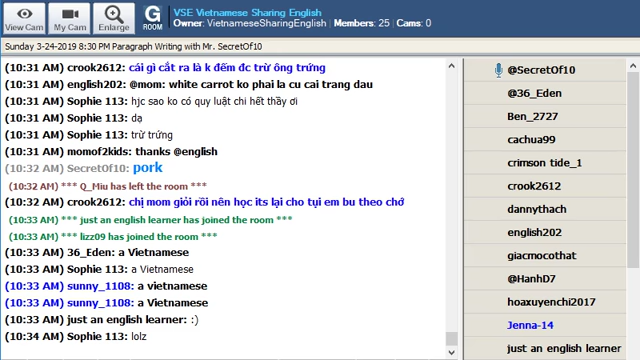 View Cam
My Cam
Enlarge
G
ROOM
VSE Vietnamese Sharing English
Owner: VietnameseSharingEnglish | Members: 25 | Cams: 0
Sunday 3-24-2019 8:30 PM Paragraph Writing with Mr. SecretOf10
(10:31 AM) crook2612: cái gì cắt ra là k đếm đc trừ ông trứng
(10:31 AM) english202: @mom: white carrot ko phai la cu cai trang dau
(10:31 AM) Sophie 113: hjc sao ko có quy luật chi hết thầy ơi
(10:31 AM) Sophie 113: dạ
(10:31 AM) Sophie 113: trừ trứng
(10:31 AM) momof2kids: thanks @english
(10:32 AM) SecretOf10: pork
(10:32 AM) *** Q_Miu has left the room ***
(10:33 AM) crook2612: chị mom giỏi rồi nên học its lại cho tụi em bu theo chớ
(10:33 AM) *** just an english learner has joined the room ***
(10:33 AM) *** lizz09 has joined the room ***
(10:33 AM) 36_Eden: a Vietnamese
(10:33 AM) Sophie 113: a Vietnamese
(10:33 AM) sunny_1108: a vietnamese
(10:33 AM) sunny_1108: a vietnamese
(10:33 AM) just an english learner: :)
(10:34 AM) Sophie 113: lolz
@SecretOf10
@36_Eden
Ben_2727
cachua99
crimson tide_1
crook2612
dannythach
english202
giacmocothat
@HanhD7
hoaxuyenchi2017
Jenna-14
just an english learner